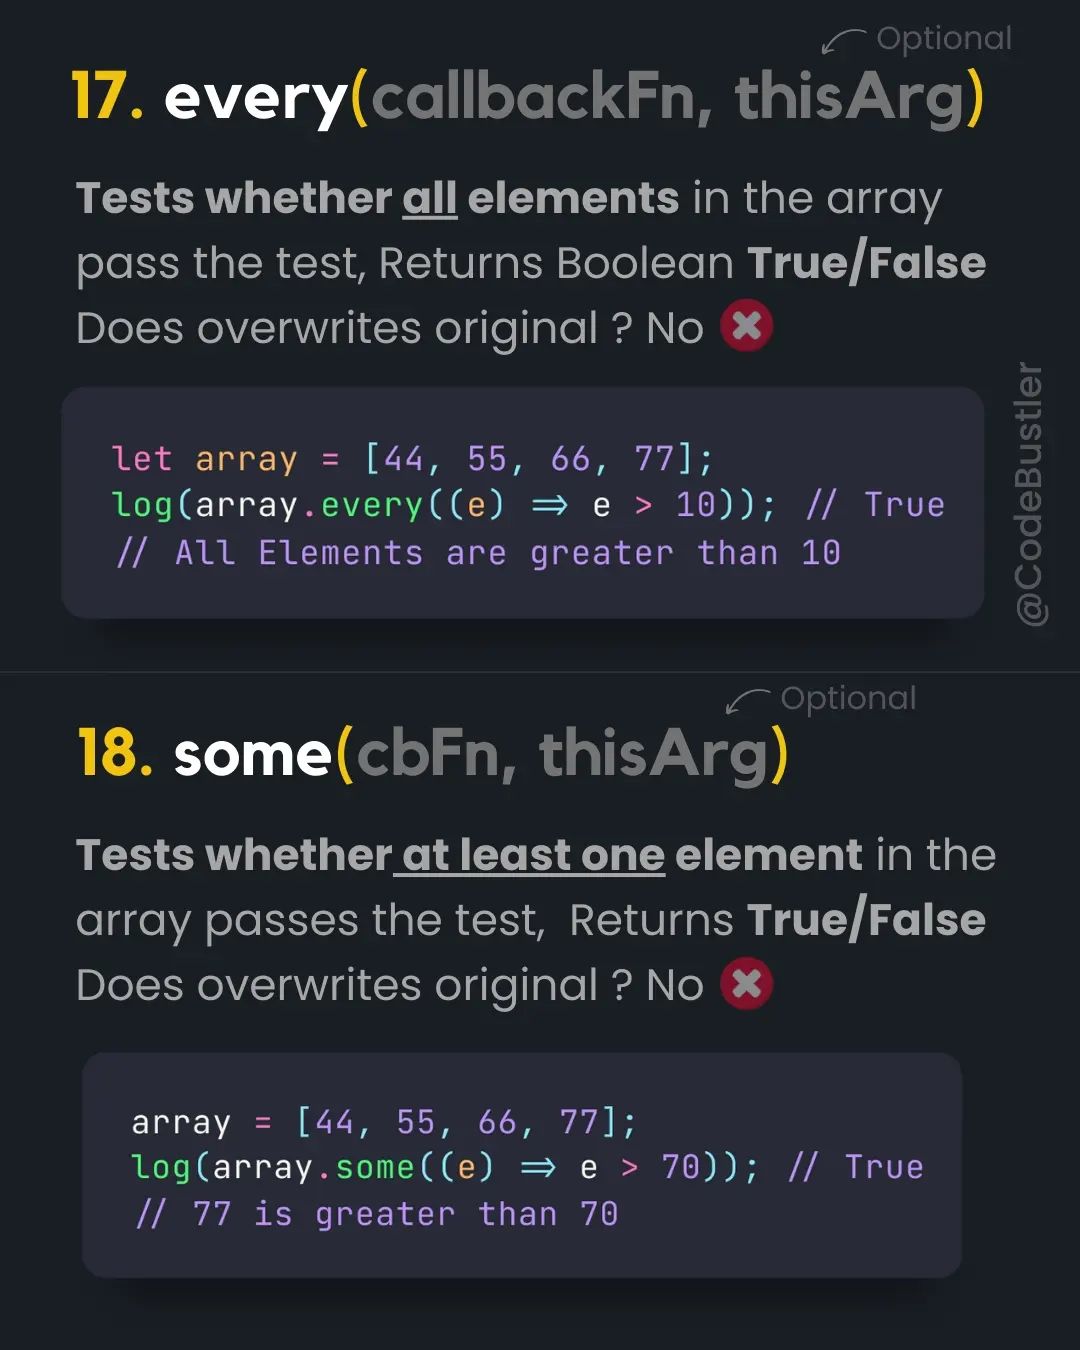 Optional
17. every(callbackFn, thisArg)
Tests whether all elements in the array
pass the test, Returns Boolean True/False
Does overwrites original ? No
let array = [44, 55, 66, 77];
log(array.every((e) => e > 10)); // True
// All Elements are greater than 10
@CodeBustler
Optional
18. some(cbFn, thisArg)
Tests whether at least one element in the
array passes the test, Returns True/False
Does overwrites original ? No
array = [44, 55, 66, 77];
log(array.some((e) => e > 70)); // True
// 77 is greater than 70